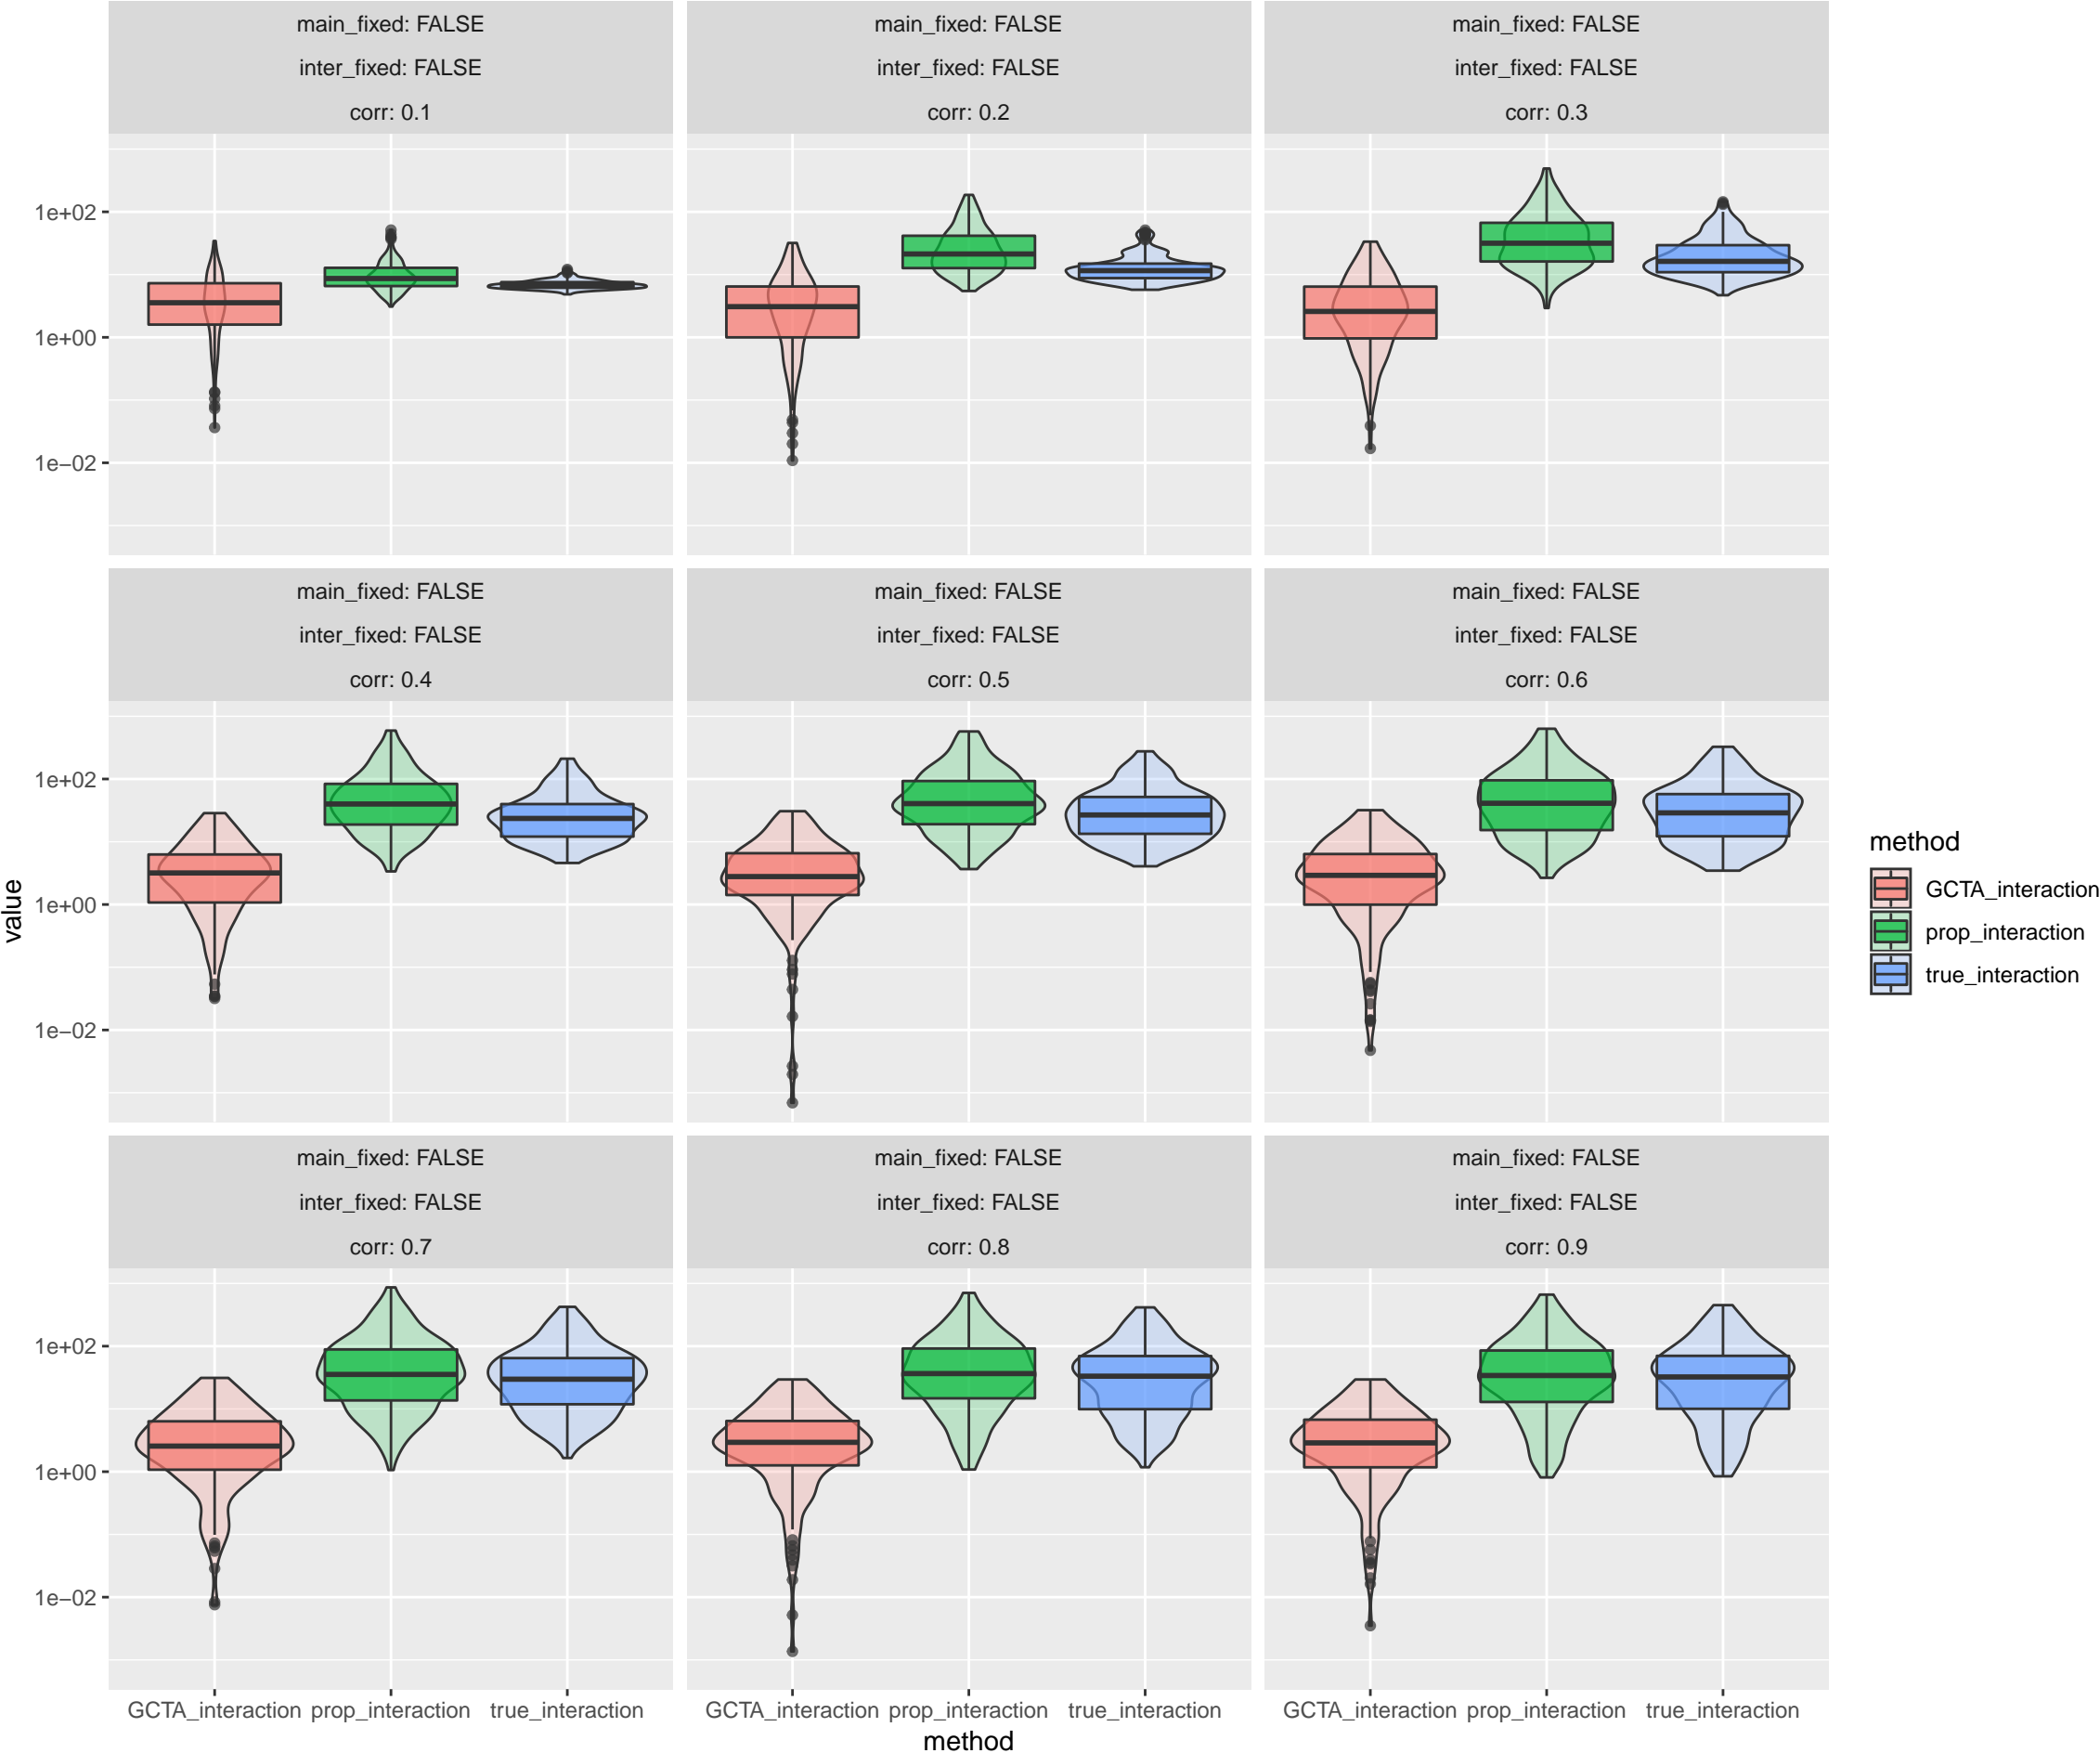 main_fixed: FALSE
inter_fixed: FALSE
corr: 0.1
main_fixed: FALSE
inter_fixed: FALSE
corr: 0.2
main_fixed: FALSE
inter_fixed: FALSE
corr: 0.3
1e+02
1e+00
1e−02
main_fixed: FALSE
inter_fixed: FALSE
corr: 0.4
main_fixed: FALSE
inter_fixed: FALSE
corr: 0.5
main_fixed: FALSE
inter_fixed: FALSE
corr: 0.6
1e+02
1e+00
1e−02
value
main_fixed: FALSE
inter_fixed: FALSE
corr: 0.7
main_fixed: FALSE
inter_fixed: FALSE
corr: 0.8
main_fixed: FALSE
inter_fixed: FALSE
corr: 0.9
1e+02
1e+00
1e−02
GCTA_interaction prop_interaction true_interaction
GCTA_interaction prop_interaction true_interaction
GCTA_interaction prop_interaction true_interaction
method
method
GCTA_interaction
prop_interaction
true_interaction